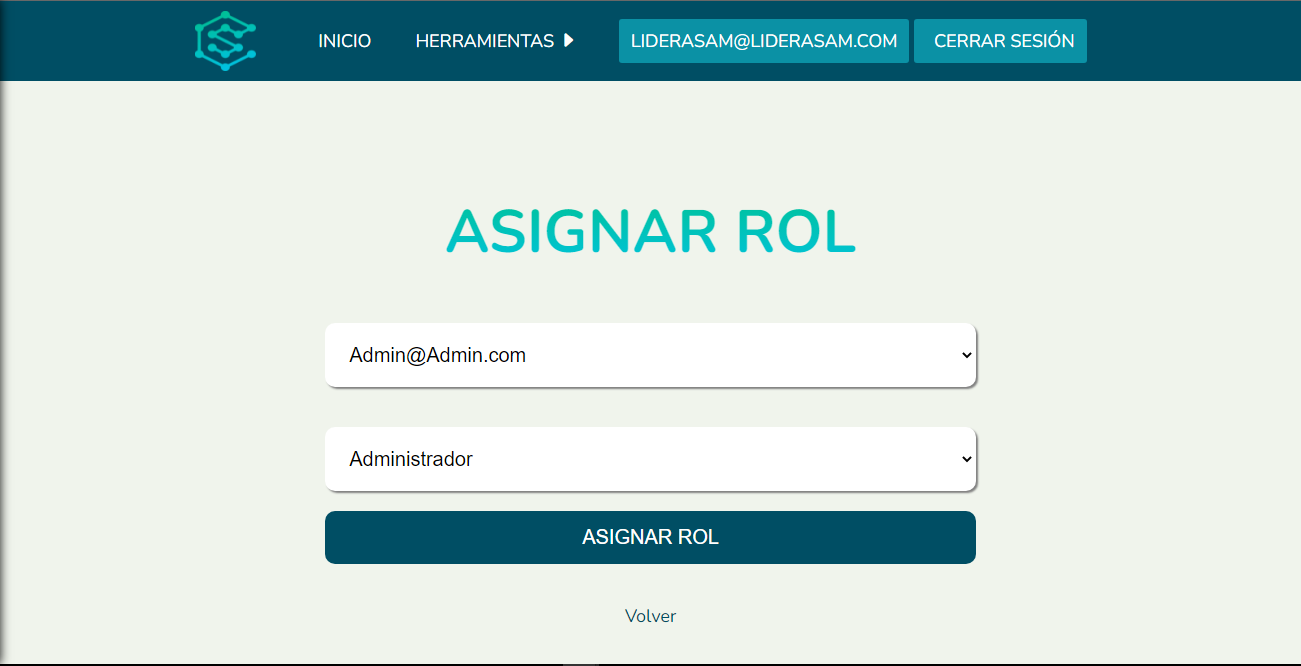 INICIO HERRAMIENTAS LIDERASAM@LIDERASAM.COM CERRAR SESIÓN
ASIGNAR ROL
Admin@Admin.com
Administrador
ASIGNAR ROL
Volver